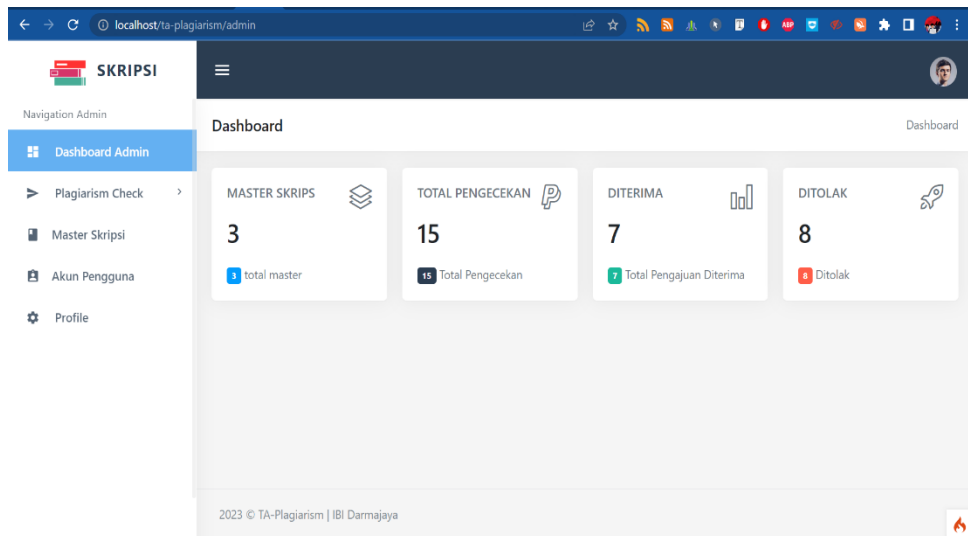 localhost/ta-plagiarism/admin
ABP
SKRIPSI
Navigation Admin
Dashboard Admin
Plagiarism Check
Master Skripsi
Akun Pengguna
Profile
Dashboard
Dashboard
MASTER SKRIPS
3
3 total master
TOTAL PENGECEKAN
15
15 Total Pengecekan
DITERIMA
7
7 Total Pengajuan Diterima
DITOLAK
8
8 Ditolak
2023 © TA-Plagiarism | IBI Darmajaya